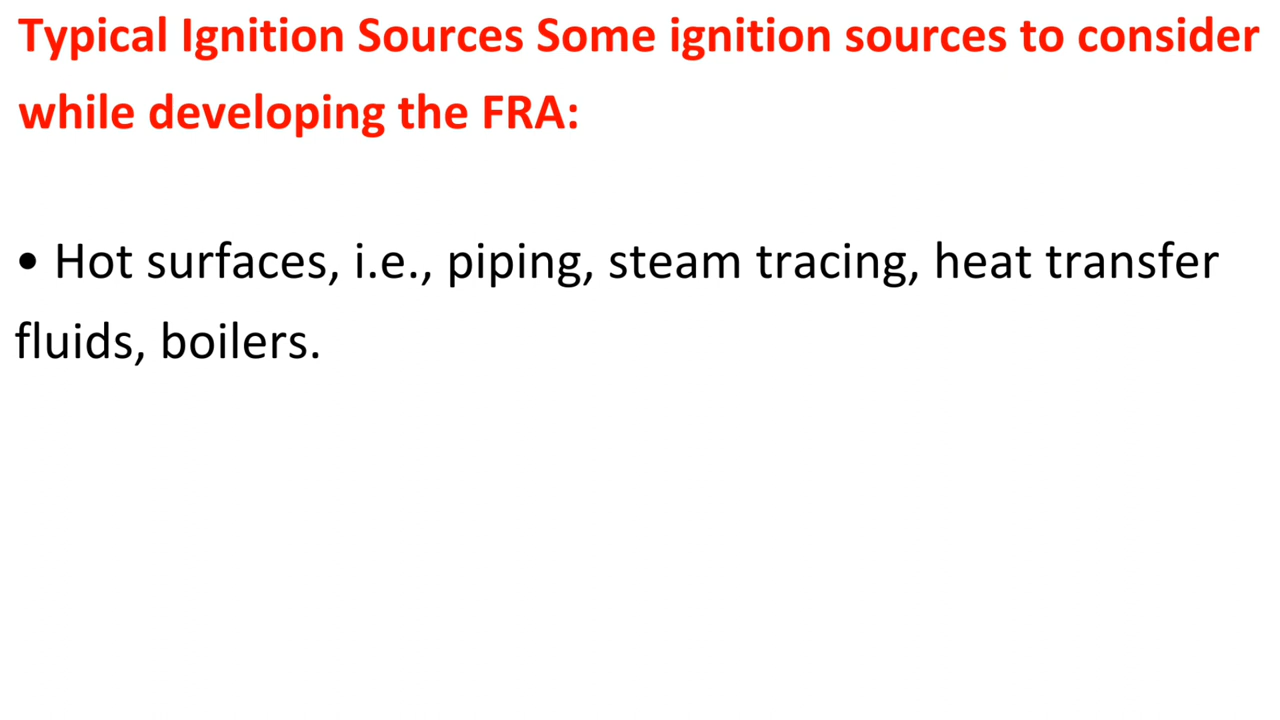 Typical Ignition Sources Some ignition sources to consider
while developing the FRA:
• Hot surfaces, i.e., piping, steam tracing, heat transfer
fluids, boilers.